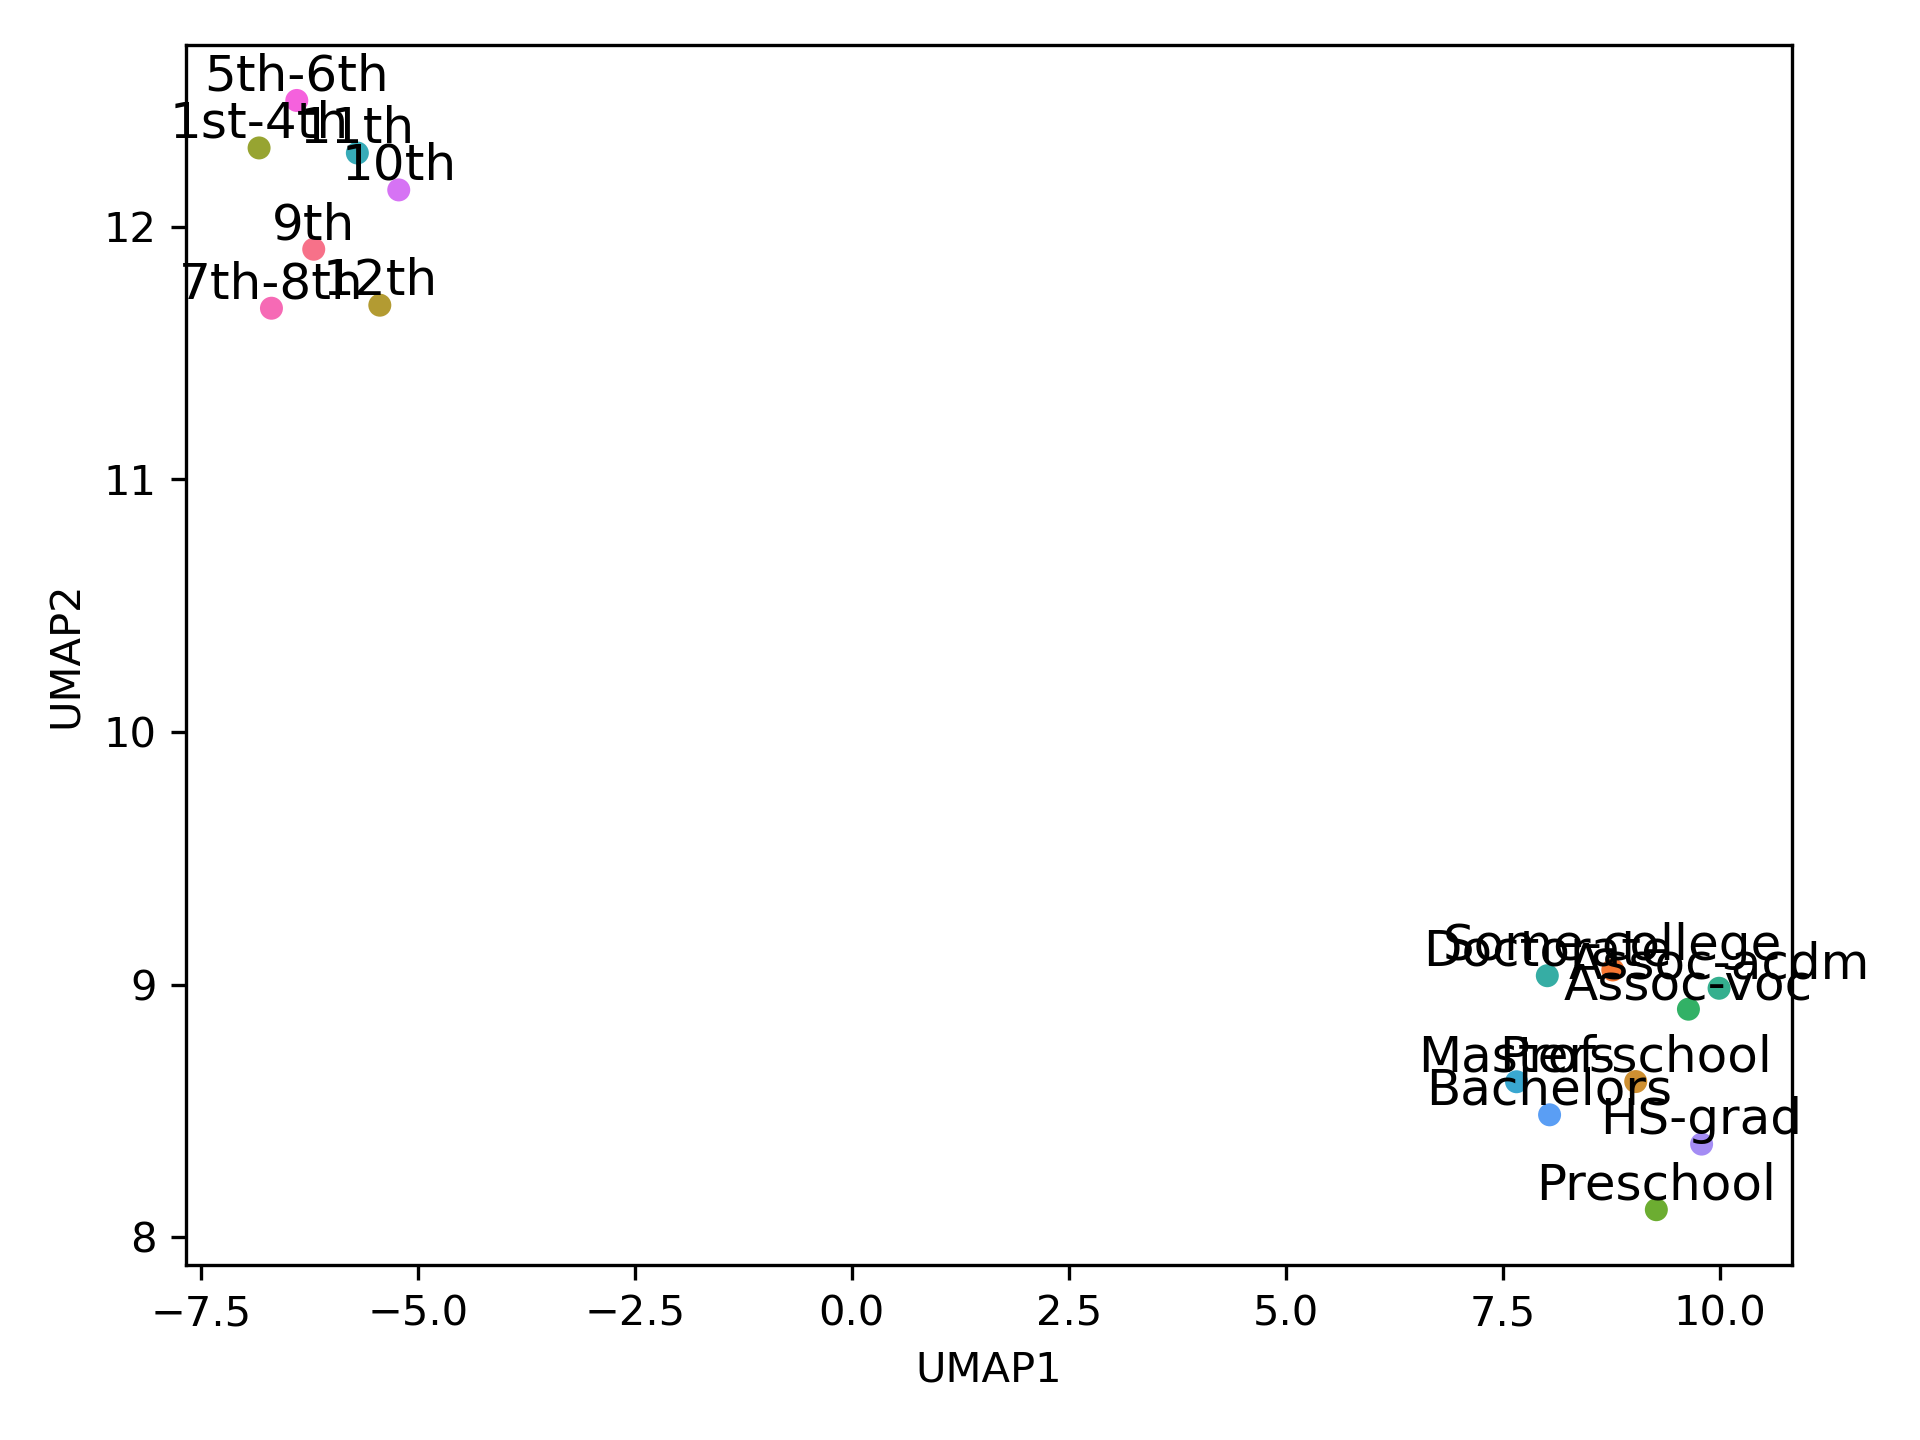 5th-6th
1st-4th
11th
10th
9th
7th-8th
12th
12
11
10
9
8
UMAP2
Some-college
Doctorate
Assoc-acdm
Assoc-voc
Masters
Prof-school
Bachelors
HS-grad
Preschool
−7.5
−5.0
−2.5
0.0
2.5
5.0
7.5
10.0
UMAP1